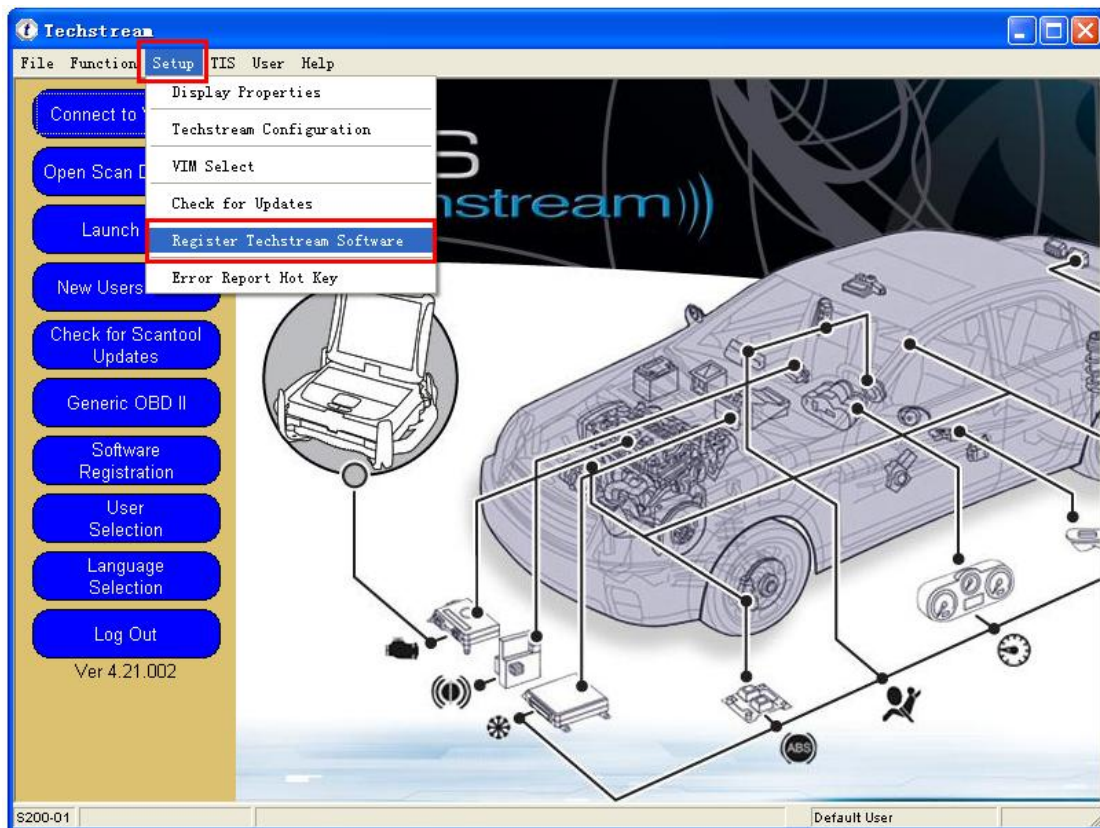 Techstream
File Function Setup TIS User Help
Display Properties
Techstream Configuration
VIM Select
Check for Updates
Register Techstream Software
Error Report Hot Key
Connect to
Open Scan
Launch
New Users
Check for Scantool
Updates
Generic OBD II
Software
Registration
User
Selection
Language
Selection
Log Out
Ver 4.21.002
S
stream
ABS
S200-01
Default User